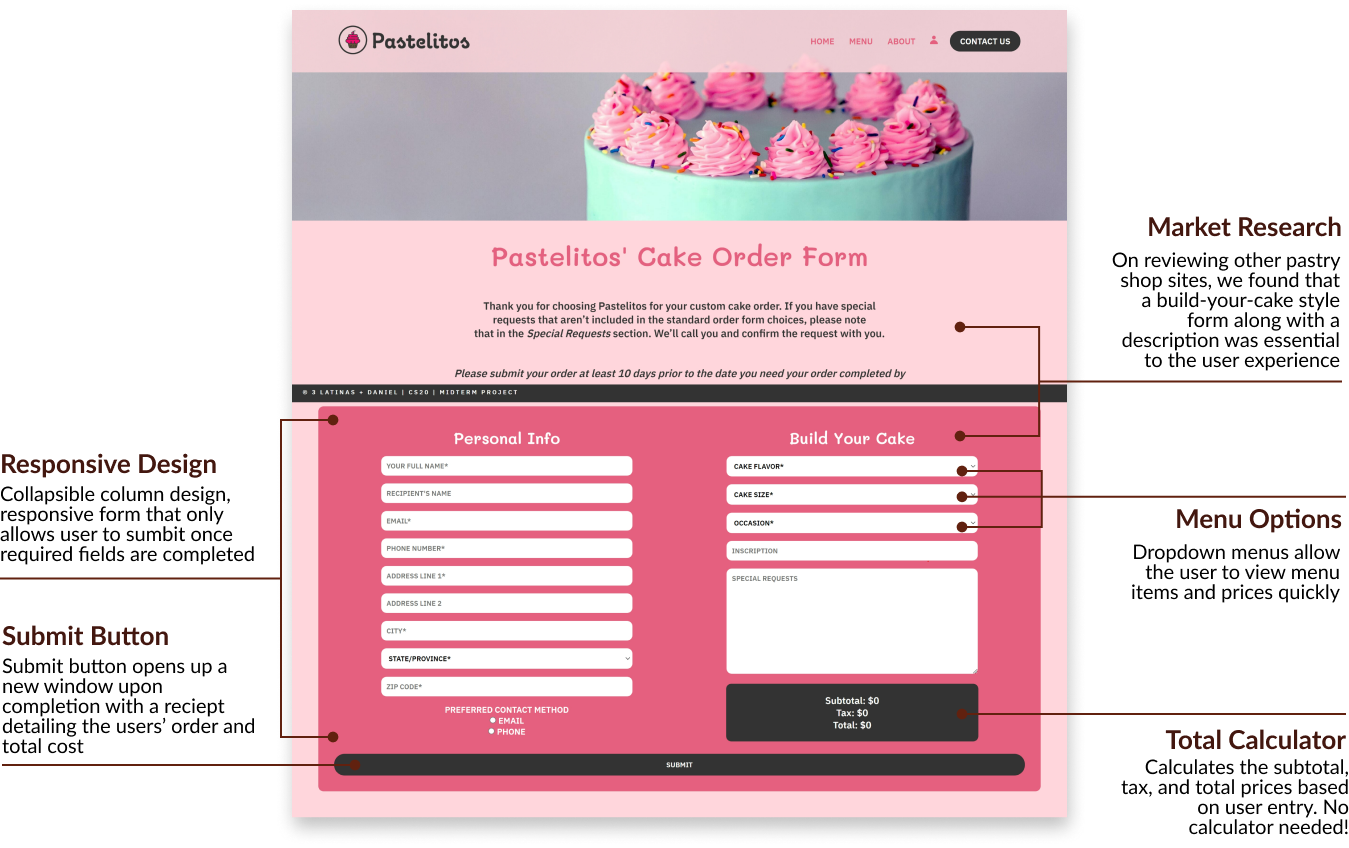 Pastelitos
HOME MENU ABOUT CONTACT US
Pastelitos' Cake Order Form
Thank you for choosing Pastelitos for your custom cake order. If you have special
requests that aren't included in the standard order form choices, please note
that in the Special Requests section. We'll call you and confirm the request with you.
Please submit your order at least 10 days prior to the date you need your order completed by
© 3 LATINAS + DANIEL | CS20 | MIDTERM PROJECT
Personal Info
YOUR FULL NAME*
RECIPIENT'S NAME
EMAIL*
PHONE NUMBER*
ADDRESS LINE 1*
ADDRESS LINE 2
CITY*
STATE/PROVINCE*
ZIP CODE*
PREFERRED CONTACT METHOD
EMAIL
PHONE
Build Your Cake
CAKE FLAVOR*
CAKE SIZE*
OCCASION*
INSCRIPTION
SPECIAL REQUESTS
Subtotal: $0
Tax: $0
Total: $0
SUBMIT
Responsive Design
Collapsible column design,
responsive form that only
allows user to sumbit once
required fields are completed
Submit Button
Submit button opens up a
new window upon
completion with a reciept
detailing the users' order and
total cost
Market Research
On reviewing other pastry
shop sites, we found that
a build-your-cake style
form along with a
description was essential
to the user experience
Menu Options
Dropdown menus allow
the user to view menu
items and prices quickly
Total Calculator
Calculates the subtotal,
tax, and total prices based
on user entry. No
calculator needed!